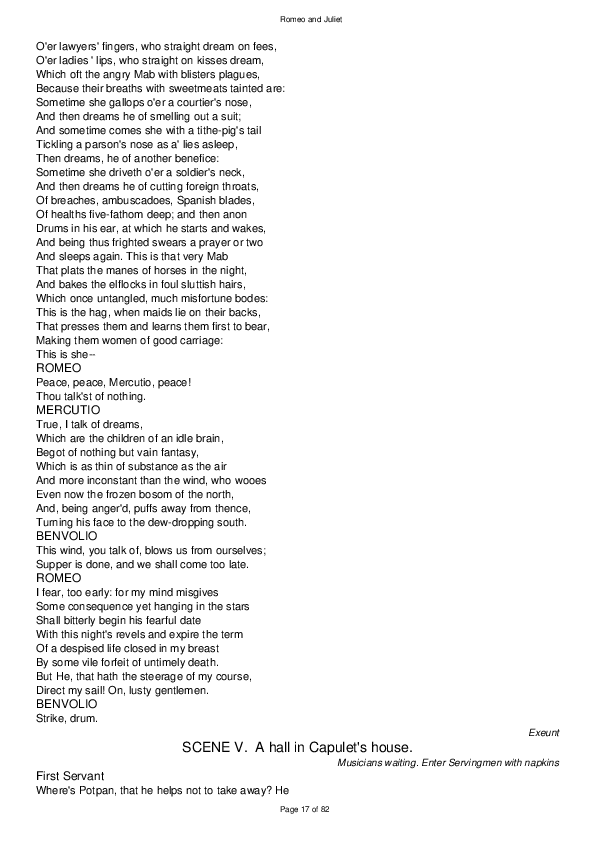 Romeo and Juliet
O'er lawyers' fingers, who straight dream on fees,
O'er ladies ' lips, who straight on kisses dream,
Which oft the angry Mab with blisters plagues,
Because their breaths with sweetmeats tainted are:
Sometime she gallops o'er a courtier's nose,
And then dreams he of smelling out a suit;
And sometime comes she with a tithe-pig's tail
Tickling a parson's nose as a' lies asleep,
Then dreams, he of another benefice:
Sometime she driveth o'er a soldier's neck,
And then dreams he of cutting foreign throats,
Of breaches, ambuscadoes, Spanish blades,
Of healths five-fathom deep; and then anon
Drums in his ear, at which he starts and wakes,
And being thus frighted swears a prayer or two
And sleeps again. This is that very Mab
That plats the manes of horses in the night,
And bakes the elflocks in foul sluttish hairs,
Which once untangled, much misfortune bodes:
This is the hag, when maids lie on their backs,
That presses them and learns them first to bear,
Making them women of good carriage:
This is she--
ROMEO
Peace, peace, Mercutio, peace!
Thou talk'st of nothing.
MERCUTIO
True, I talk of dreams,
Which are the children of an idle brain,
Begot of nothing but vain fantasy,
Which is as thin of substance as the air
And more inconstant than the wind, who wooes
Even now the frozen bosom of the north,
And, being anger'd, puffs away from thence,
Turning his face to the dew-dropping south.
BENVOLIO
This wind, you talk of, blows us from ourselves;
Supper is done, and we shall come too late.
ROMEO
I fear, too early: for my mind misgives
Some consequence yet hanging in the stars
Shall bitterly begin his fearful date
With this night's revels and expire the term
Of a despised life closed in my breast
By some vile forfeit of untimely death.
But He, that hath the steerage of my course,
Direct my sail! On, lusty gentlemen.
BENVOLIO
Strike, drum.
Exeunt
SCENE V. A hall in Capulet's house.
Musicians waiting. Enter Servingmen with napkins
First Servant
Where's Potpan, that he helps not to take away? He
Page 17 of 82